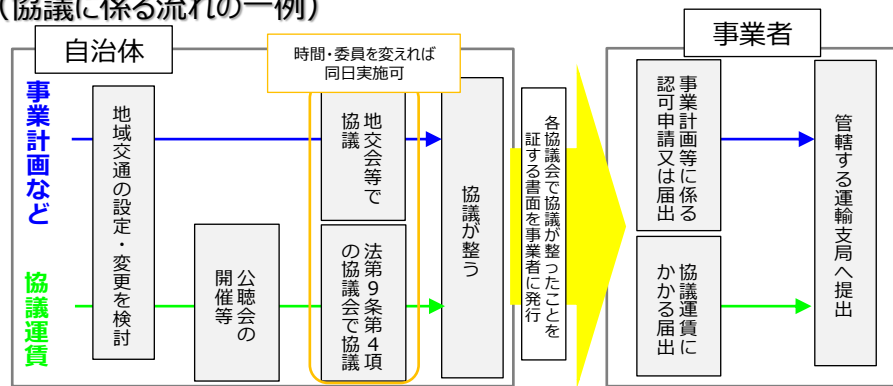 （協議に係る流れの一例）
自治体
事業者
時間・委員を変えれば
同日実施可
事業計画など
協議運賃
地域交通の設定・変更を検討
公聴会の
開催等
地交会等で
協議
法第９条第４項
の協議会で協議
協議が整う
各協議会で協議が整ったことを
証する書面を事業者に発行
事業計画等に係る
認可申請又は届出
協議運賃に
かかる届出
管轄する運輸支局へ提出